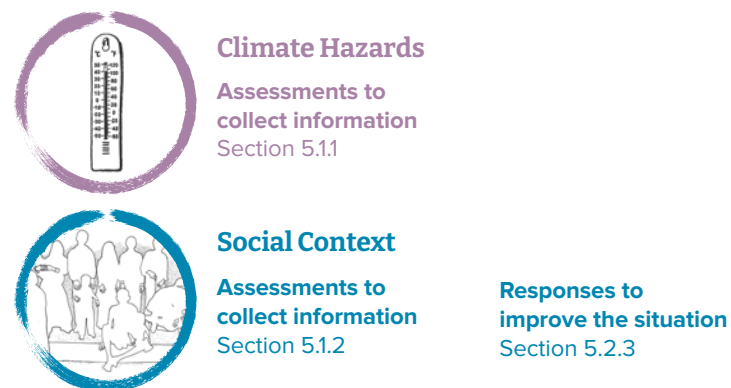 Climate Hazards
Assessments to
collect information
Section 5.1.1
°C °F
Social Context
Assessments to
collect information
Section 5.1.2
Responses to
improve the situation
Section 5.2.3